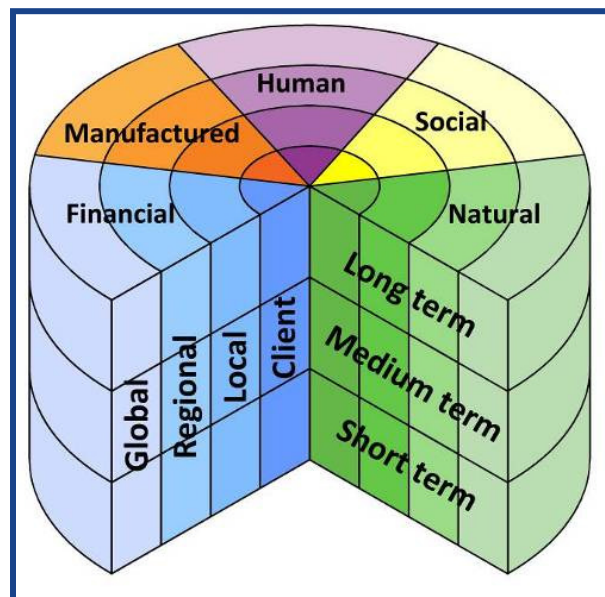 Human
Manufactured
Social
Financial
Natural
Global
Regional
Local
Client
Long term
Medium term
Short term